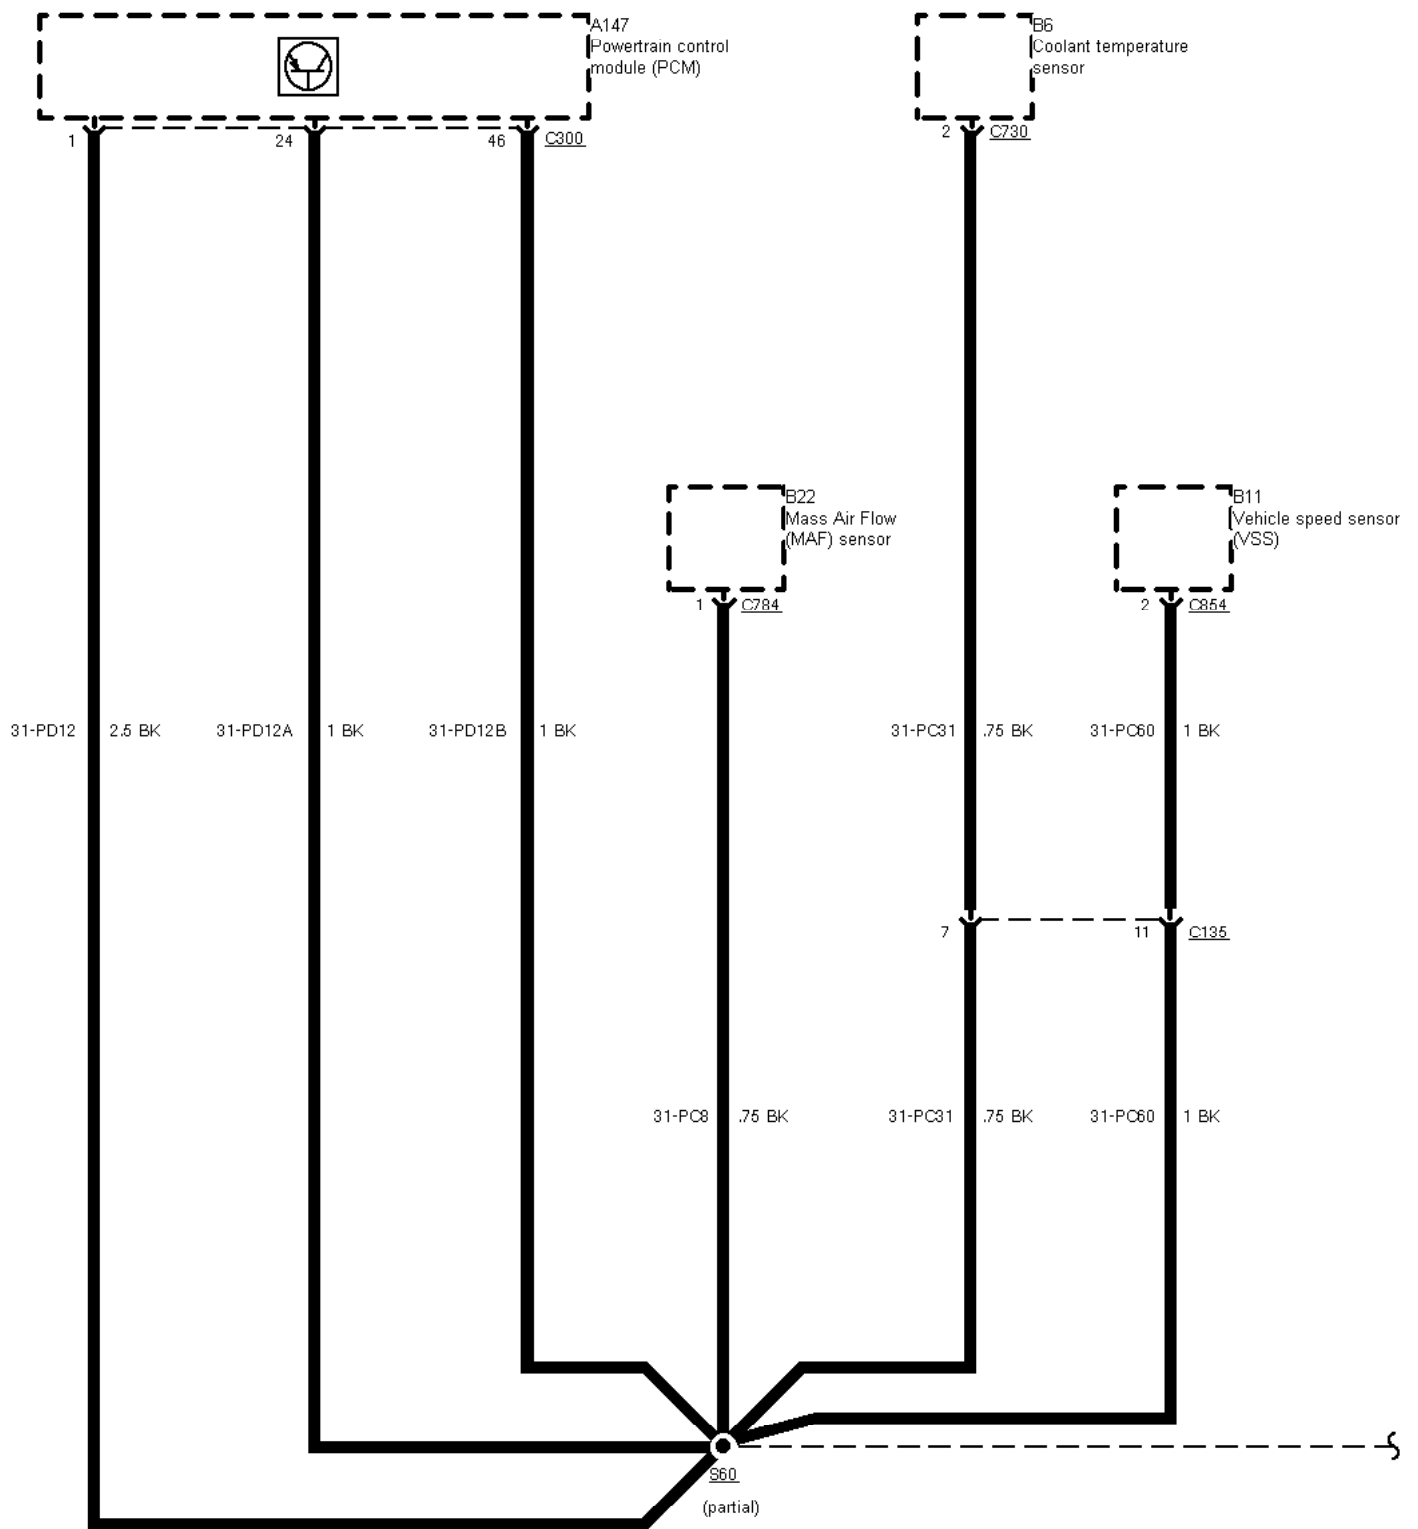 A147
Powertrain control
module (PCM)
B6
Coolant temperature
sensor
1
24
46
C300
2
C730
B22
Mass Air Flow
(MAF) sensor
B11
Vehicle speed sensor
(VSS)
1
C784
2
C854
31-PD12
2.5 BK
31-PD12A
1 BK
31-PD12B
1 BK
31-PC31
.75 BK
31-PC60
1 BK
7
11
C135
31-PC8
.75 BK
31-PC31
.75 BK
31-PC60
1 BK
S60
(partial)